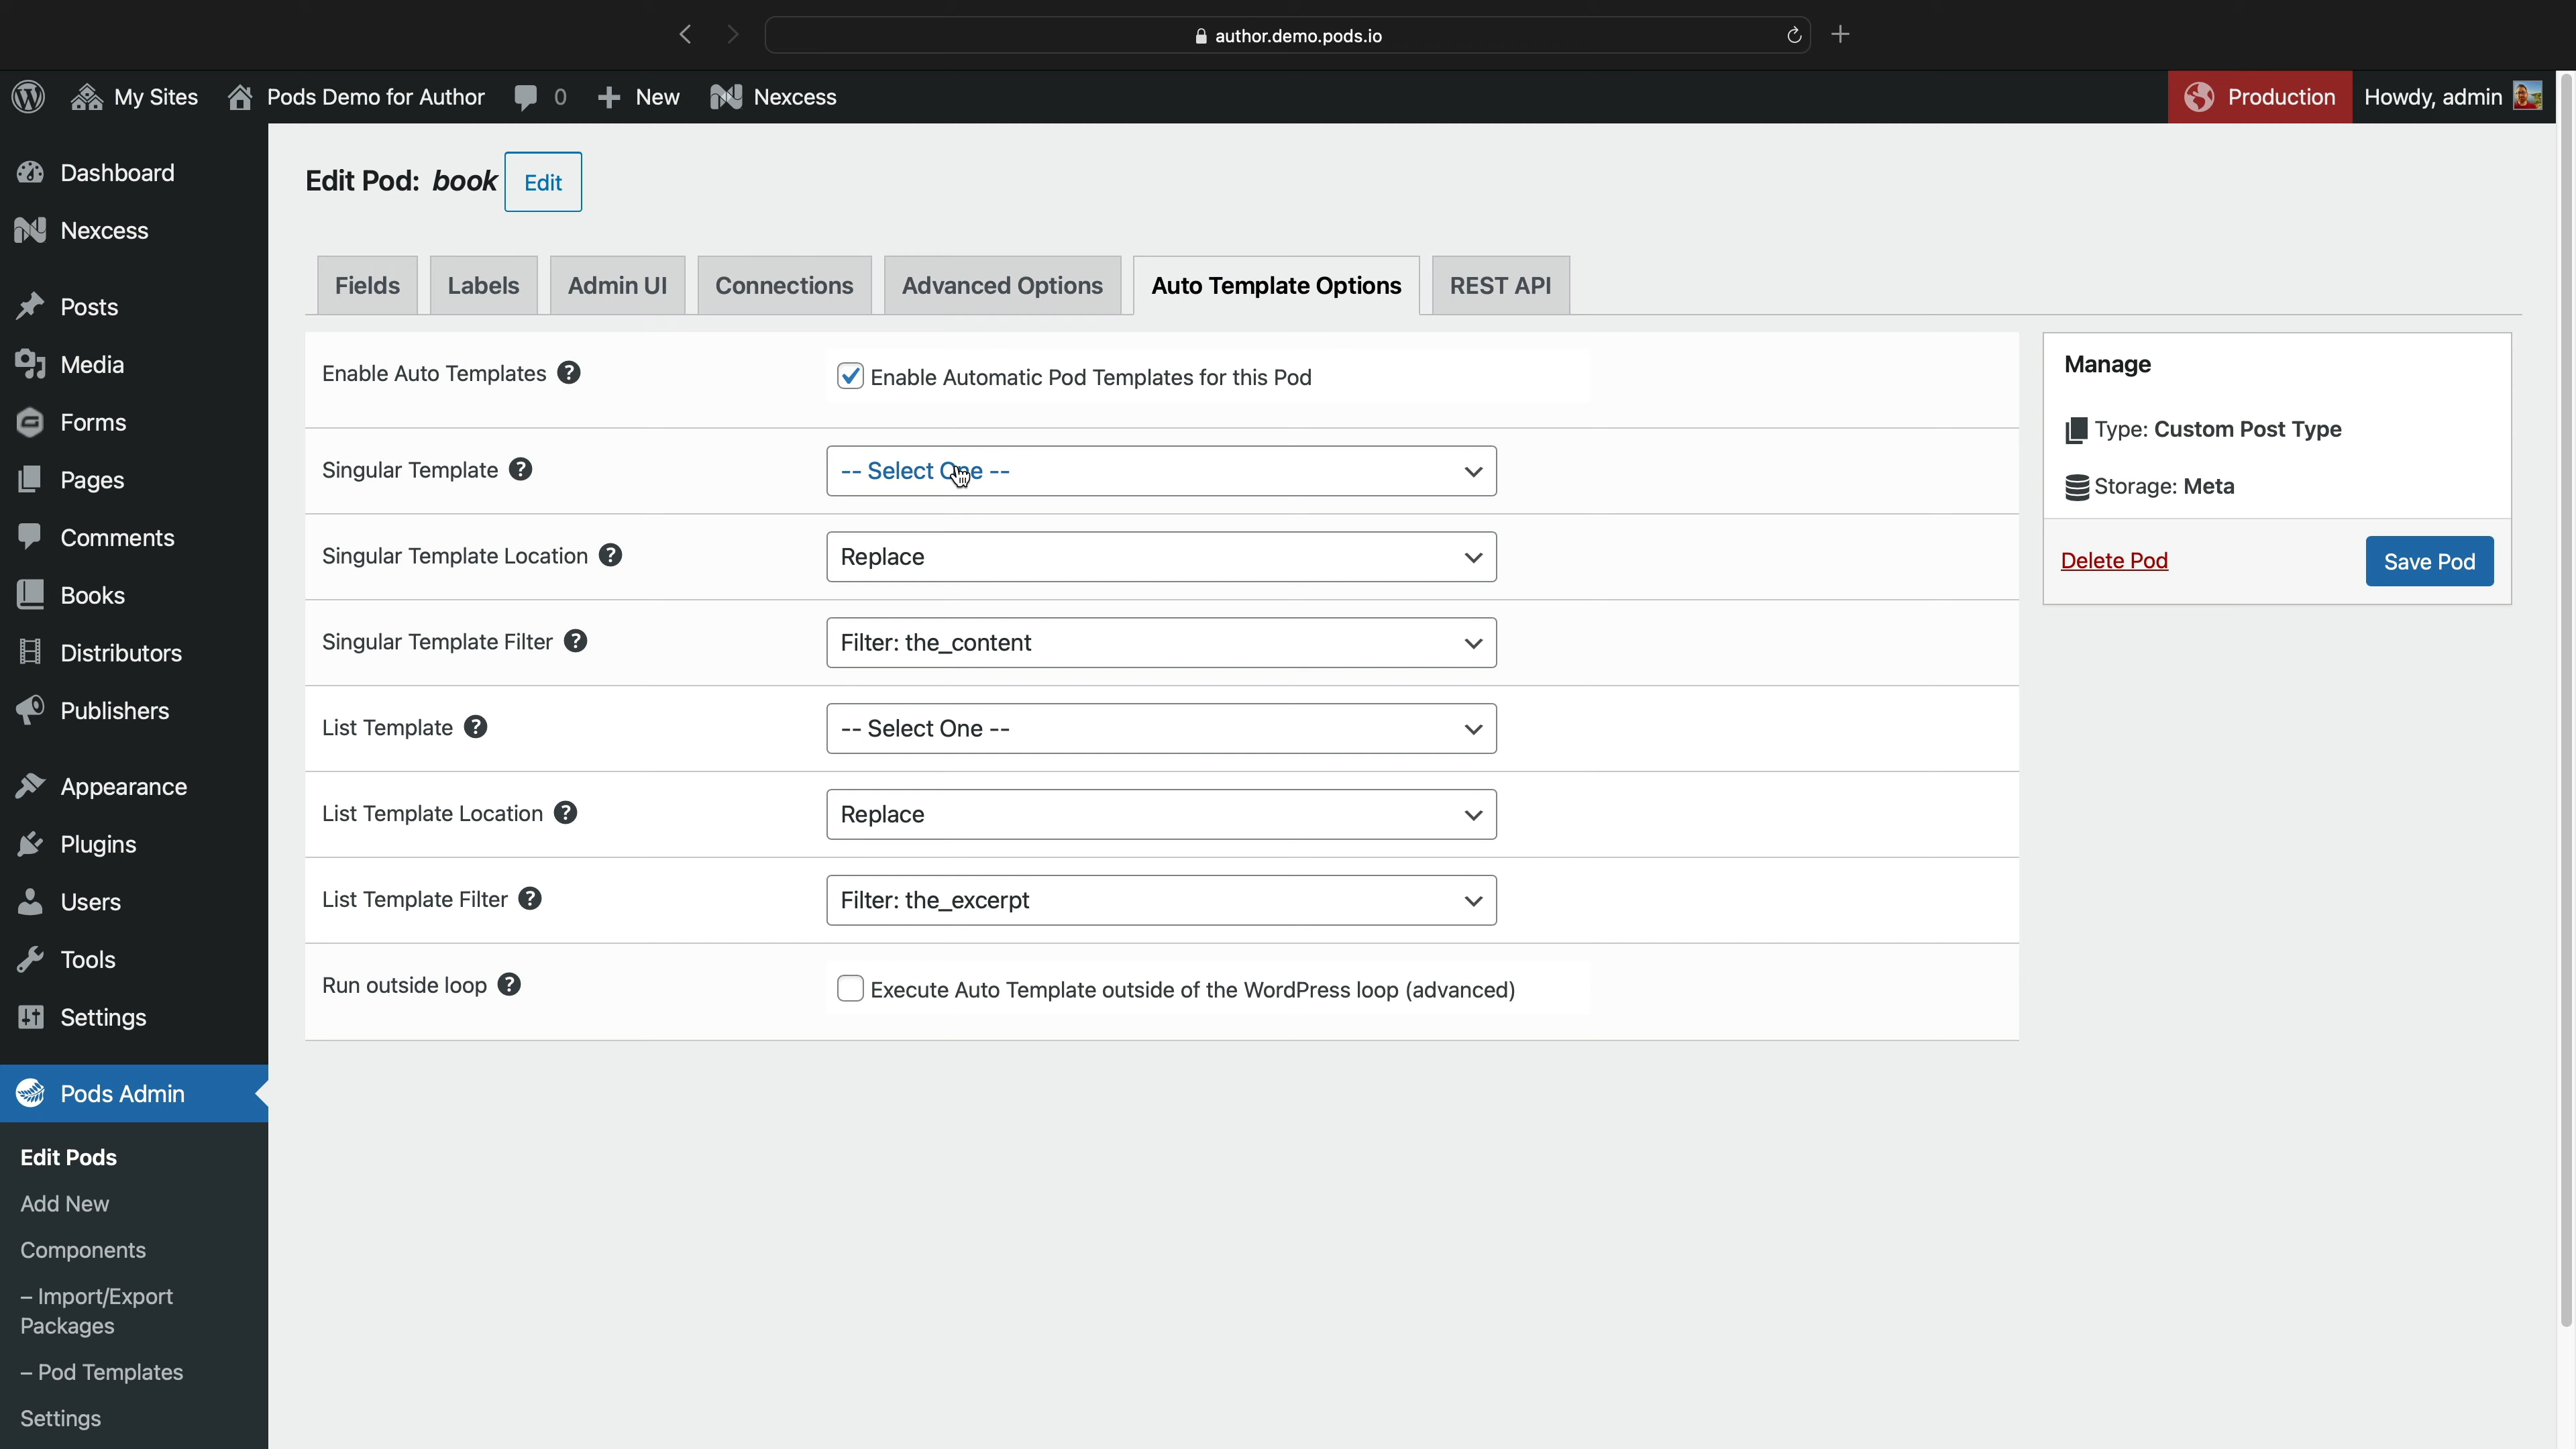 author.demo.pods.io
My Sites
Pods Demo for Author
0
New
Nexcess
Production
Howdy, admin
Dashboard
Nexcess
Posts
Media
Forms
Pages
Comments
Books
Distributors
Publishers
Appearance
Plugins
Users
Tools
Settings
Pods Admin
Edit Pods
Add New
Components
– Import/Export
Packages
– Pod Templates
Settings
Edit Pod: book
Edit
Fields
Labels
Admin UI
Connections
Advanced Options
Auto Template Options
REST API
Enable Auto Templates ?
Enable Automatic Pod Templates for this Pod
Singular Template ?
-- Select One --
Singular Template Location ?
Replace
Singular Template Filter ?
Filter: the_content
List Template ?
-- Select One --
List Template Location ?
Replace
List Template Filter ?
Filter: the_excerpt
Run outside loop ?
Execute Auto Template outside of the WordPress loop (advanced)
Manage
Type: Custom Post Type
Storage: Meta
Delete Pod
Save Pod